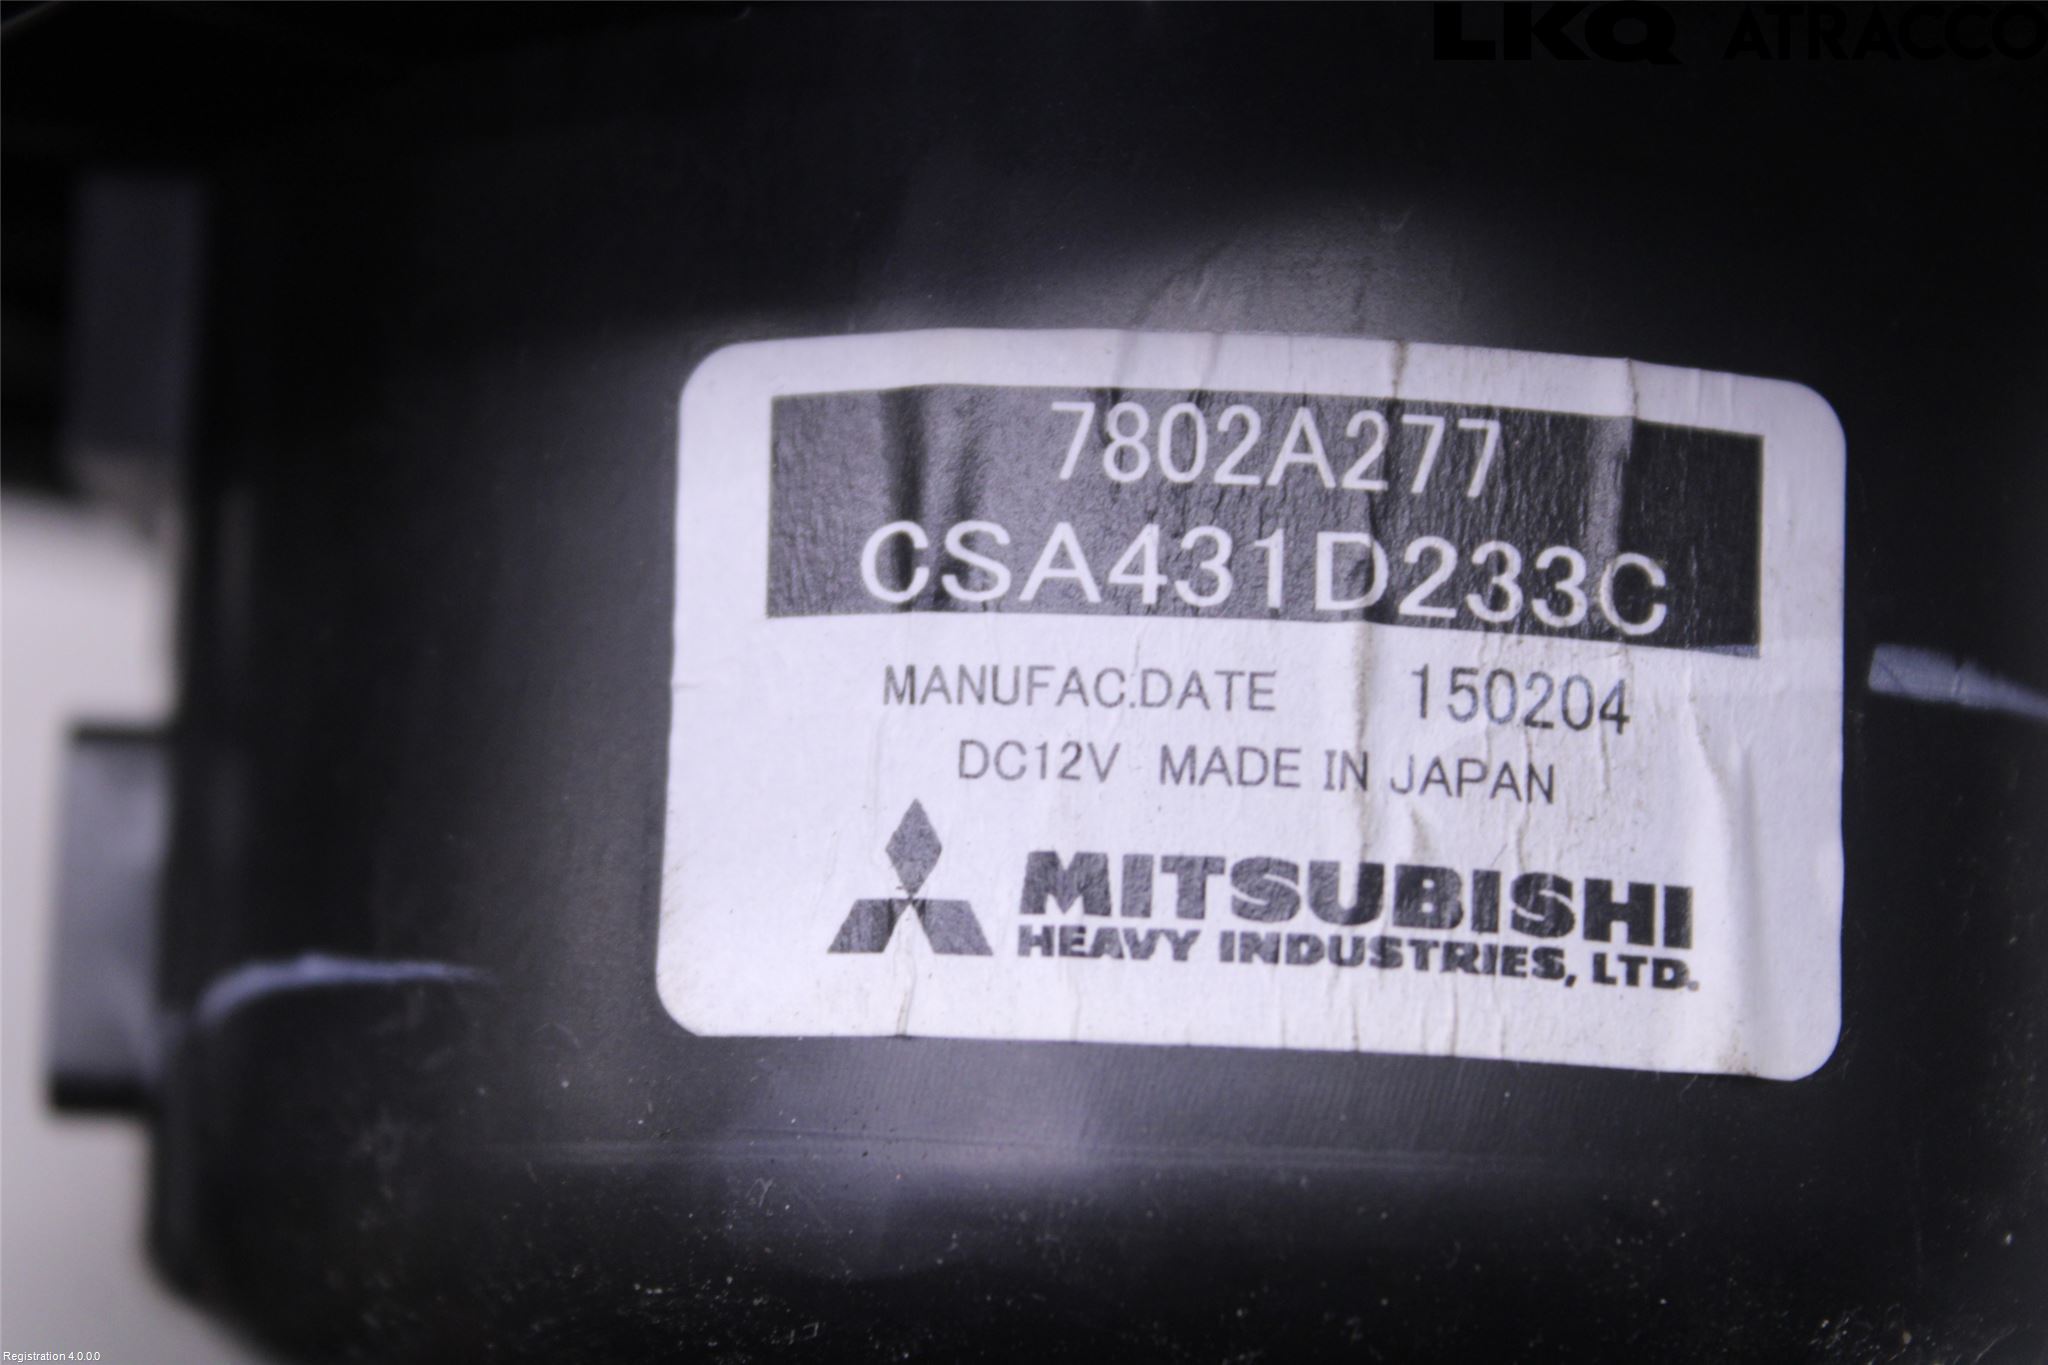 LKQ ATRACCO
7802A277
CSA431D233C
MANUFAC.DATE 150204
DC12V MADE IN JAPAN
MITSUBISHI
HEAVY INDUSTRIES, LTD.
Registration 4.0.0.0